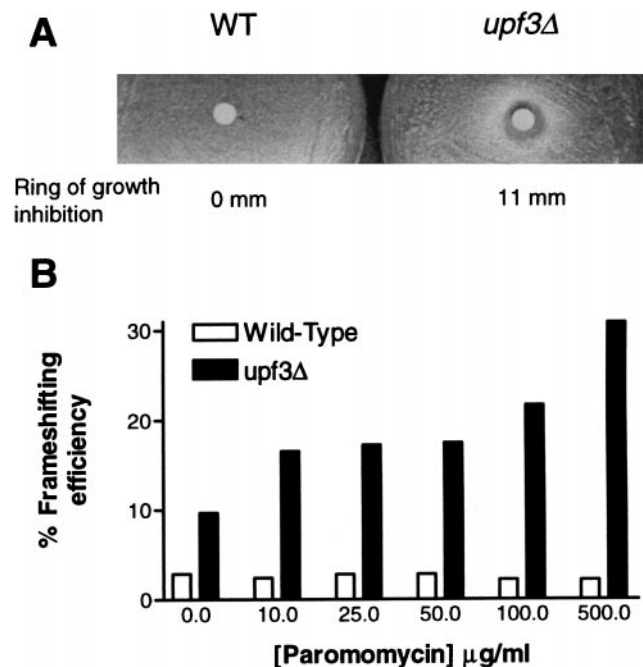 A
WT upf3Δ
Ring of growth
inhibition
0 mm 11 mm
B
Wild-Type
upf3Δ
% Frameshifting
efficiency
30
20
10
0
0.0 10.0 25.0 50.0 100.0 500.0
[Paromomycin] μg/ml